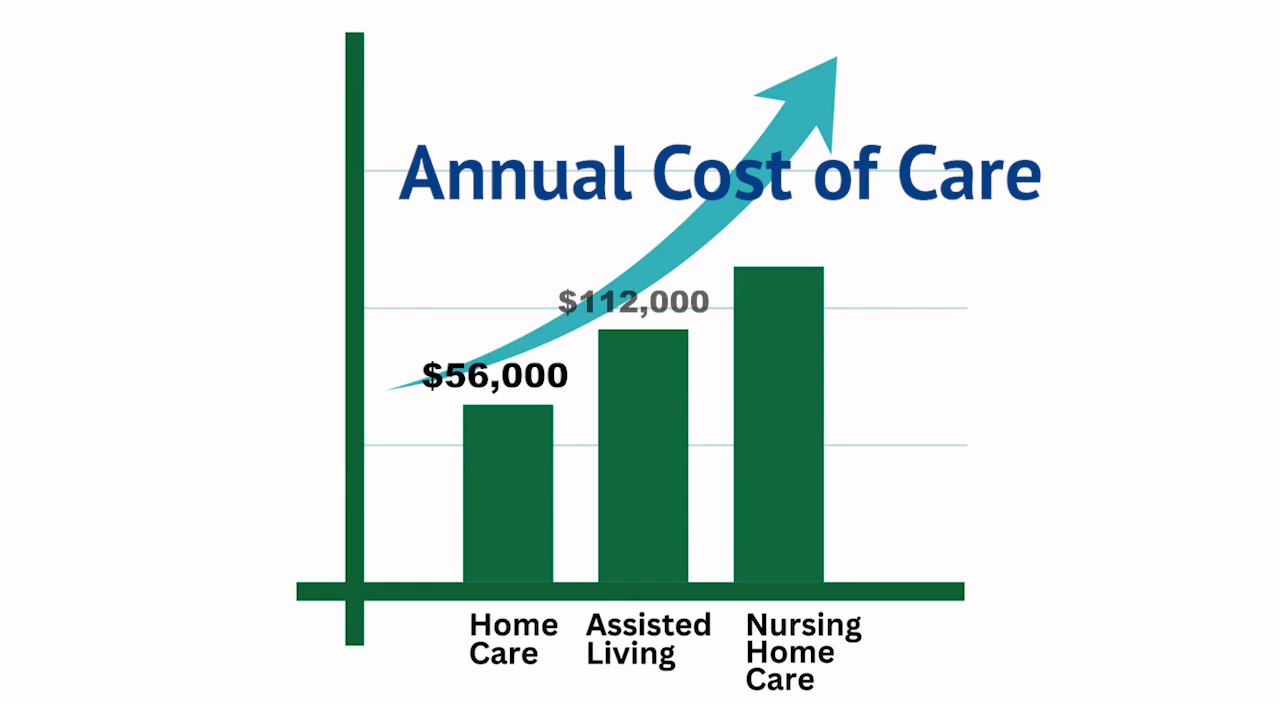 Annual Cost of Care
$112,000
$56,000
Home
Care
Assisted
Living
Nursing
Home
Care